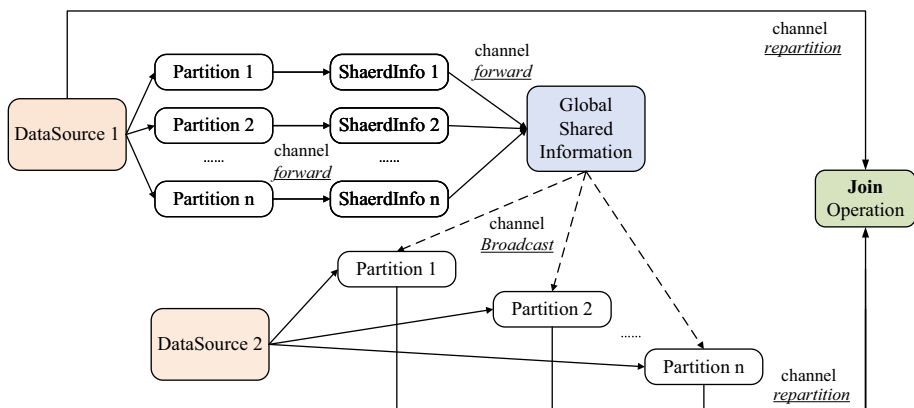 channel
repartition
channel
forward
Partition 1
ShaerdInfo 1
DataSource 1
Partition 2
ShaerdInfo 2
Global
Shared
Information
......
channel
forward
......
Partition n
ShaerdInfo n
Join
Operation
channel
Broadcast
Partition 1
Partition 2
DataSource 2
......
Partition n
channel
repartition